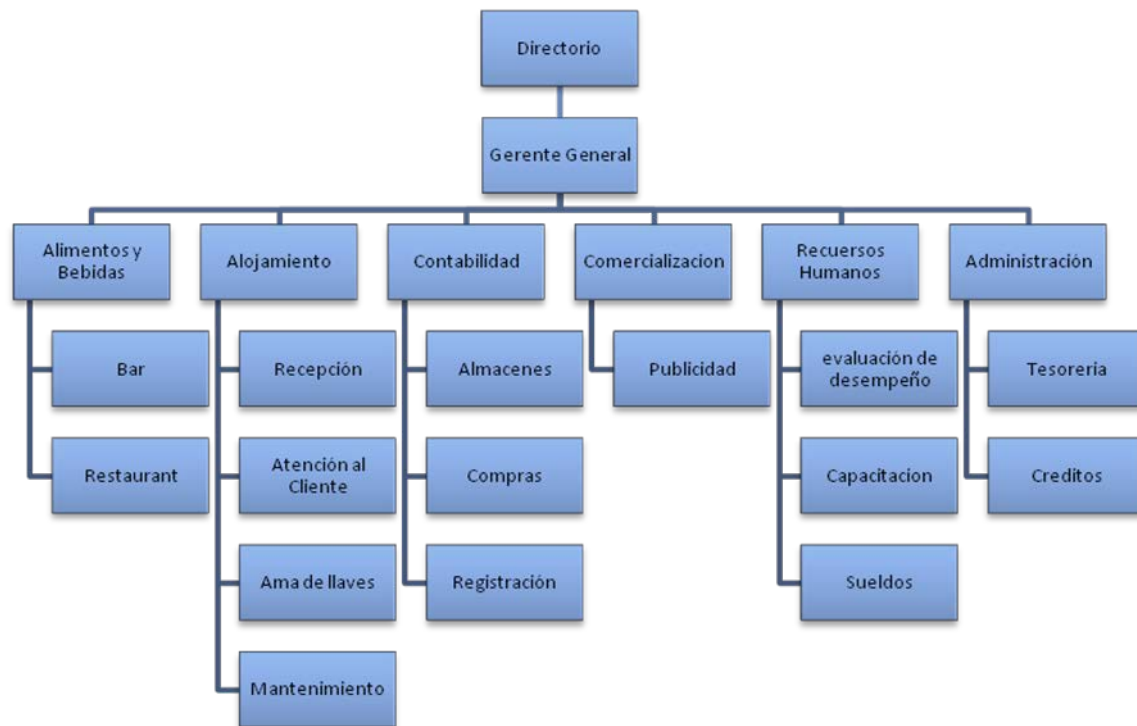 Directorio
Gerente General
Alimentos y
Bebidas
Alojamiento
Contabilidad
Comercializacion
Recuersos
Humanos
Administración
Bar
Recepción
Almacenes
Publicidad
evaluación de
desempeño
Tesoreria
Restaurant
Atención al
Cliente
Compras
Capacitacion
Creditos
Ama de llaves
Registración
Sueldos
Mantenimiento